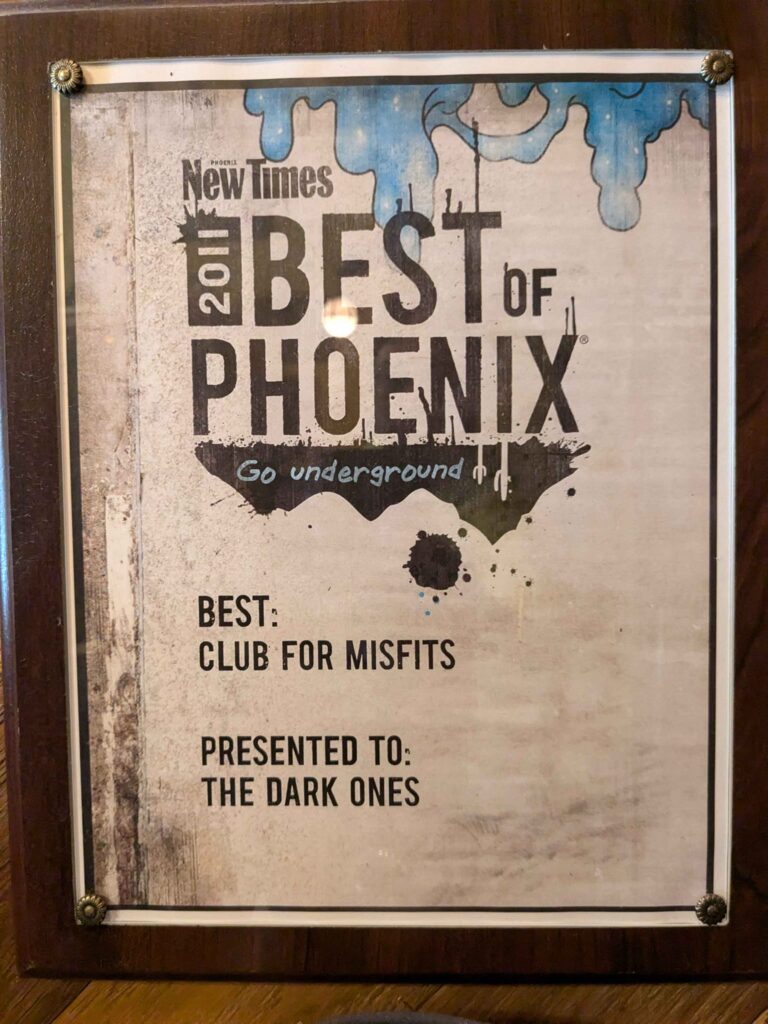 PHOENIX
New Times
2011
BEST OF
PHOENIX®
Go underground
BEST:
CLUB FOR MISFITS
PRESENTED TO:
THE DARK ONES